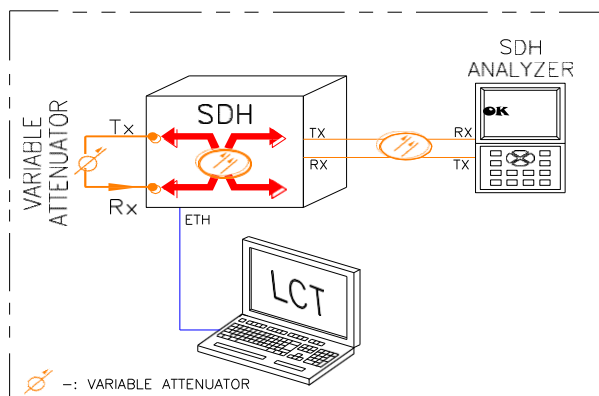 SDH
ANALYZER
SDH
OK
Tx
TX
RX
VARIABLE
ATTENUATOR
RX
TX
Rx
ETH
LCT
-: VARIABLE ATTENUATOR